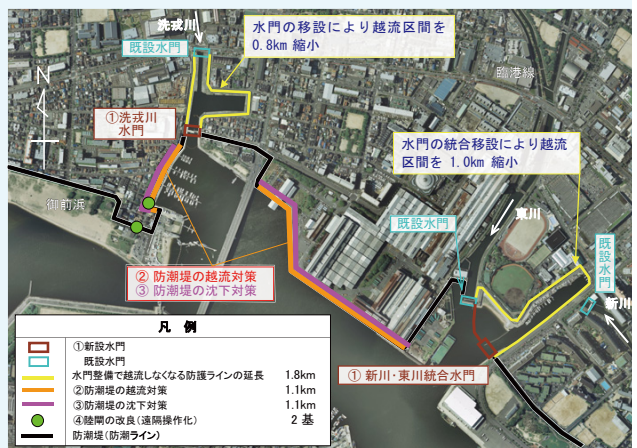 洗戎川
既設水門
水門の移設により越流区間を
0.8km 縮小
臨港線
N
①洗戎川
水門
水門の統合移設により越流
区間を 1.0km 縮小
御前浜
既設水門
東川
既設水門
新川
② 防潮堤の越流対策
③ 防潮堤の沈下対策
① 新川・東川統合水門
凡 例
①新設水門
既設水門
水門整備で越流しなくなる防護ラインの延長 1.8km
②防潮堤の越流対策 1.1km
③防潮堤の沈下対策 1.1km
④陸閘の改良(遠隔操作化) 2 基
防潮堤(防潮ライン)